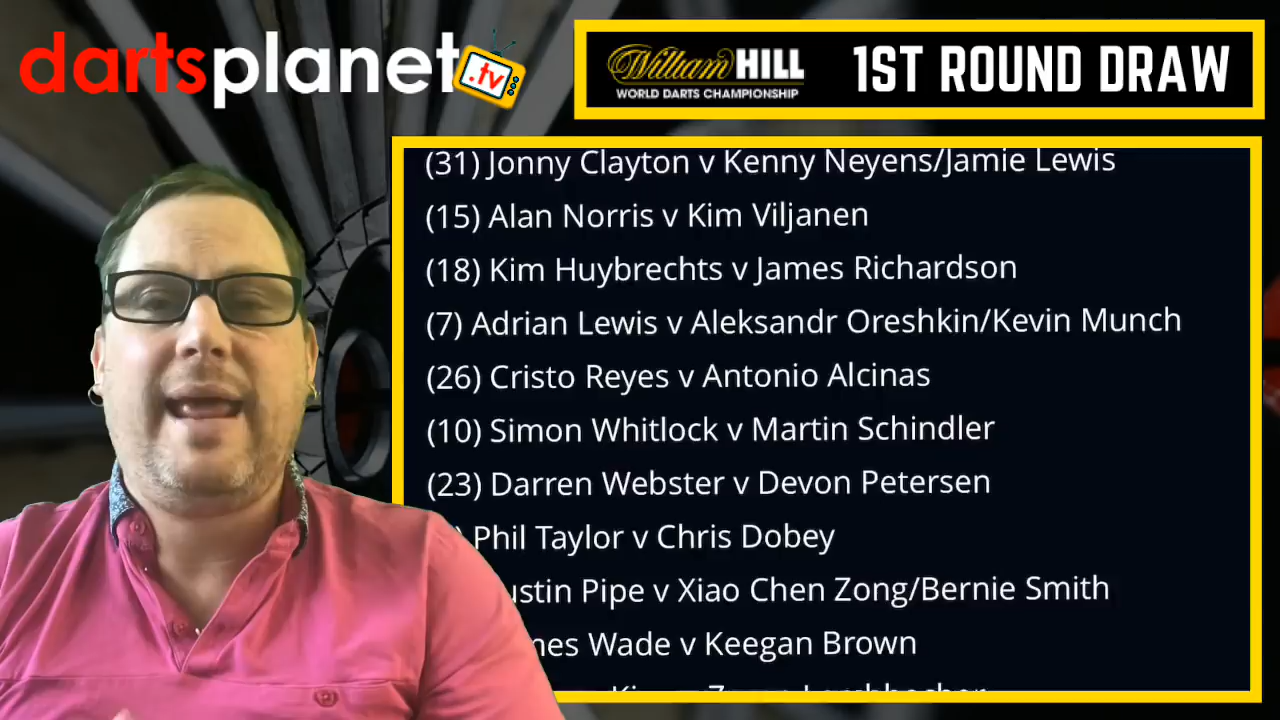 dartsplanet.tv
William HILL
WORLD DARTS CHAMPIONSHIP
1ST ROUND DRAW
(31) Jonny Clayton v Kenny Neyens/Jamie Lewis
(15) Alan Norris v Kim Viljanen
(18) Kim Huybrechts v James Richardson
(7) Adrian Lewis v Aleksandr Oreshkin/Kevin Munch
(26) Cristo Reyes v Antonio Alcinas
(10) Simon Whitlock v Martin Schindler
(23) Darren Webster v Devon Petersen
) Phil Taylor v Chris Dobey
ustin Pipe v Xiao Chen Zong/Bernie Smith
mes Wade v Keegan Brown